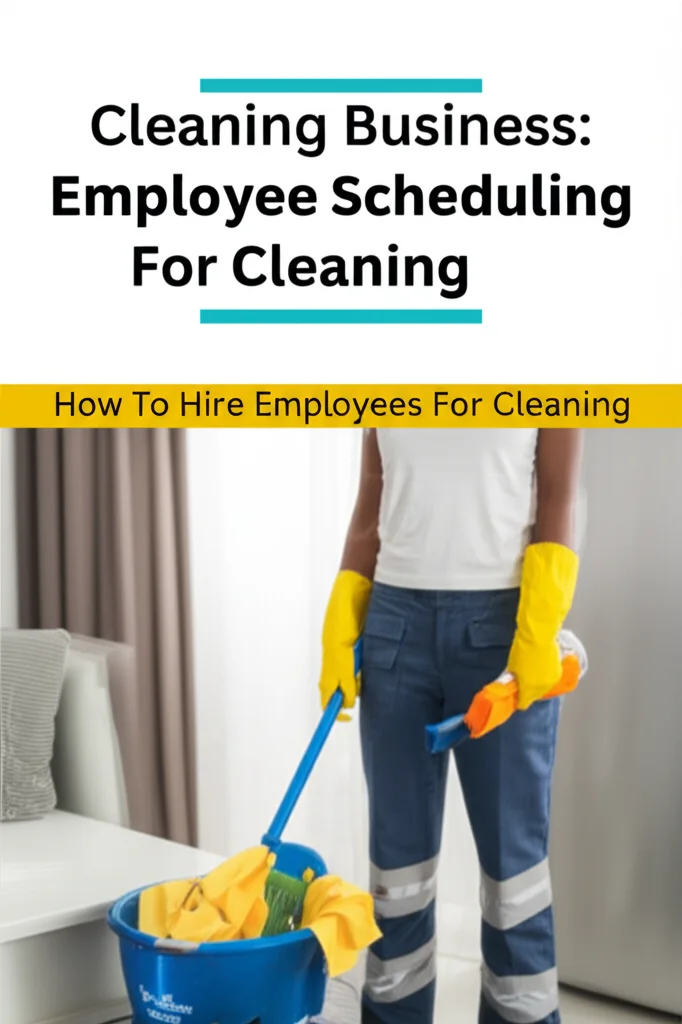 Cleaning Business:
Employee Scheduling
For Cleaning
How To Hire Employees For Cleaning